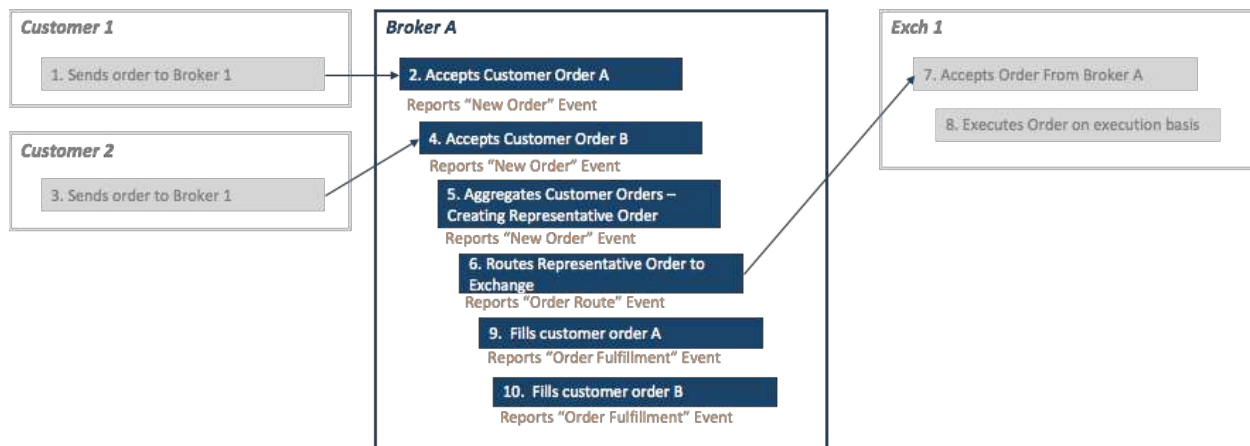 Customer 1
1. Sends order to Broker 1
Customer 2
3. Sends order to Broker 1
Broker A
2. Accepts Customer Order A
Reports “New Order” Event
4. Accepts Customer Order B
Reports “New Order” Event
5. Aggregates Customer Orders –
Creating Representative Order
Reports “New Order” Event
6. Routes Representative Order to
Exchange
Reports “Order Route” Event
9. Fills customer order A
Reports “Order Fulfillment” Event
10. Fills customer order B
Reports “Order Fulfillment” Event
Exch 1
7. Accepts Order From Broker A
8. Executes Order on execution basis